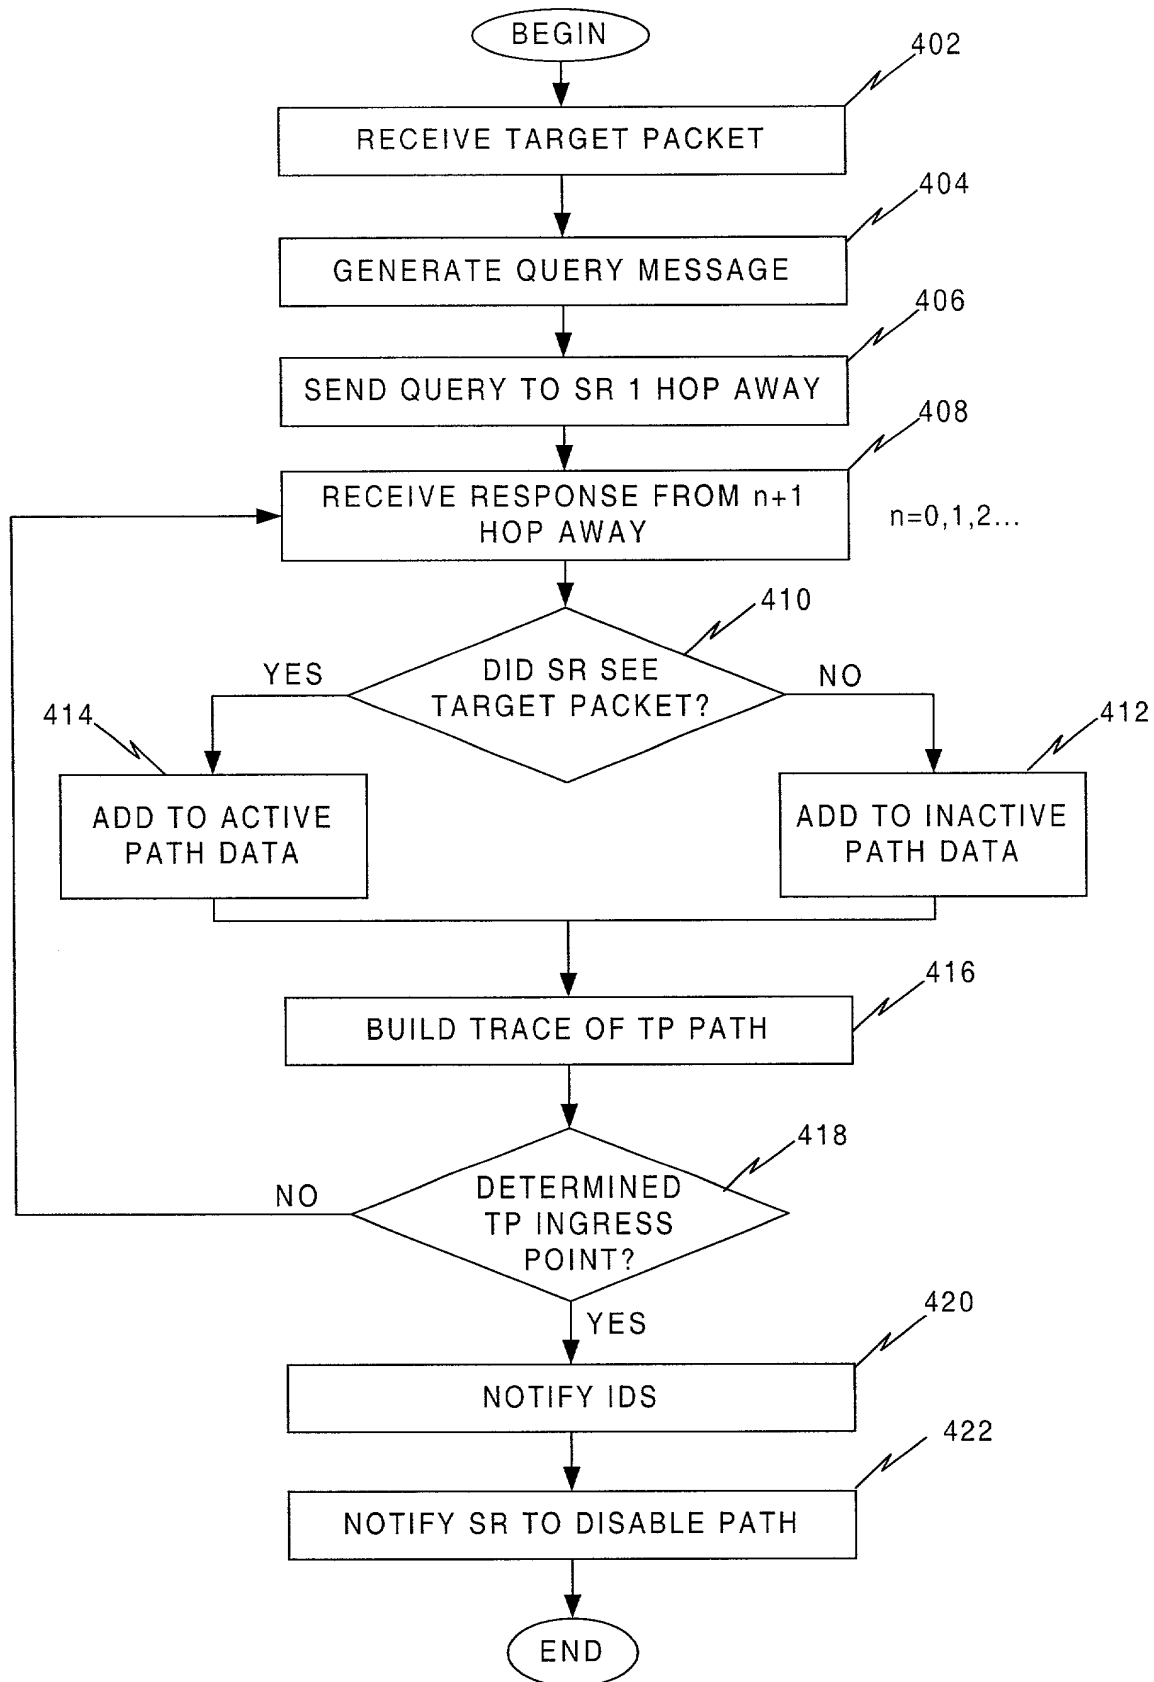 BEGIN
402
RECEIVE TARGET PACKET
404
GENERATE QUERY MESSAGE
406
SEND QUERY TO SR 1 HOP AWAY
408
RECEIVE RESPONSE FROM n+1
HOP AWAY
n=0,1,2...
410
DID SR SEE
TARGET PACKET?
YES
NO
414
412
ADD TO ACTIVE
PATH DATA
ADD TO INACTIVE
PATH DATA
416
BUILD TRACE OF TP PATH
418
DETERMINED
TP INGRESS
POINT?
NO
YES
420
NOTIFY IDS
422
NOTIFY SR TO DISABLE PATH
END